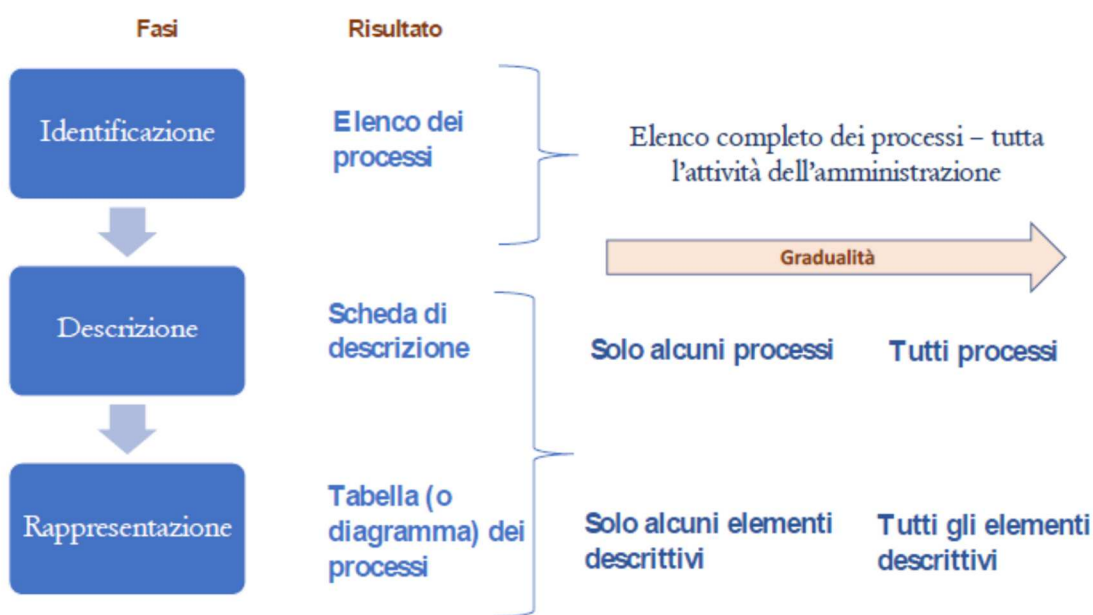 Fasi
Risultato
Identificazione
Elenco dei
processi
Elenco completo dei processi – tutta
l'attività dell'amministrazione
Gradualità
Descrizione
Scheda di
descrizione
Solo alcuni processi
Tutti processi
Rappresentazione
Tabella (o
diagramma) dei
processi
Solo alcuni elementi
descrittivi
Tutti gli elementi
descrittivi